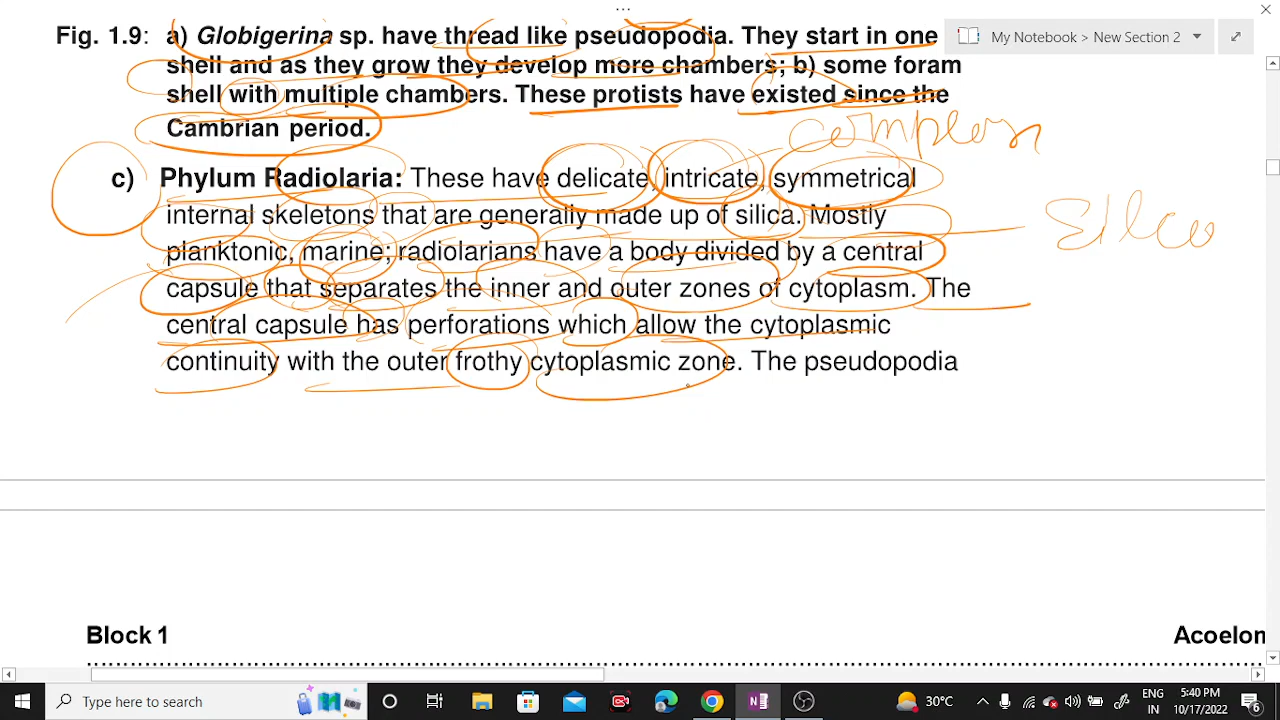 ...
Fig. 1.9: a) Globigerina sp. have thread like pseudopodia. They start in one
My Notebook > New Section 2
shell and as they grow they develop more chambers; b) some foram
shell with multiple chambers. These protists have existed since the
Cambrian period.
complex
c) Phylum Radiolaria: These have delicate, intricate, symmetrical
internal skeletons that are generally made up of silica. Mostly
Silca
planktonic, marine; radiolarians have a body divided by a central
capsule that separates the inner and outer zones of cytoplasm. The
central capsule has perforations which allow the cytoplasmic
continuity with the outer frothy cytoplasmic zone. The pseudopodia
Block 1
Acoelom
Type here to search
30°C
ENG
IN
5:40 PM
10/17/2022
6